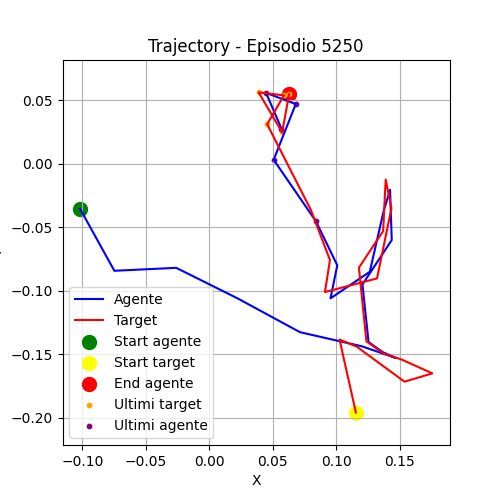 Trajectory - Episodio 5250
0.05
0.00
−0.05
−0.10
−0.15
−0.20
Agente
Target
Start agente
Start target
End agente
Ultimi target
Ultimi agente
−0.10
−0.05
0.00
0.05
0.10
0.15
X